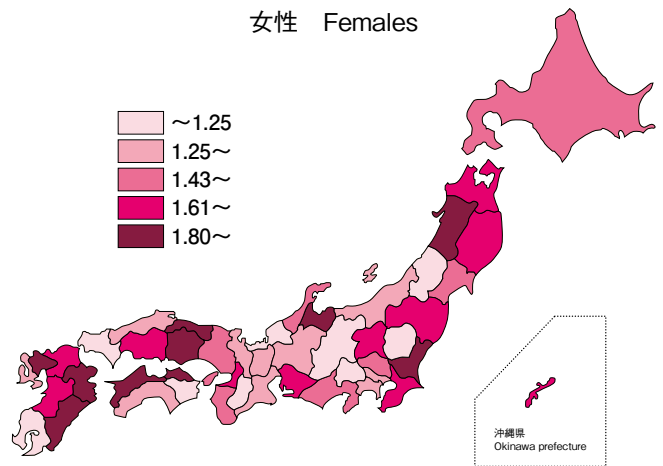 女性　Females
～1.25
1.25～
1.43～
1.61～
1.80～
沖縄県
Okinawa prefecture